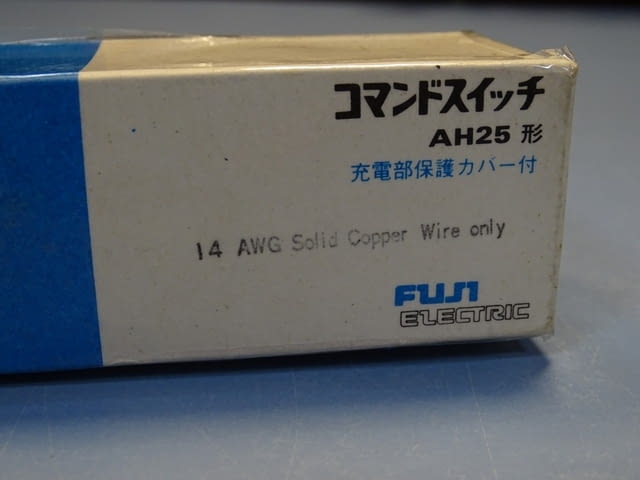 コマンドスイッチ
AH25 形
充電部保護カバー付
14 AWG Solid Copper Wire only
FUJI
ELECTRIC